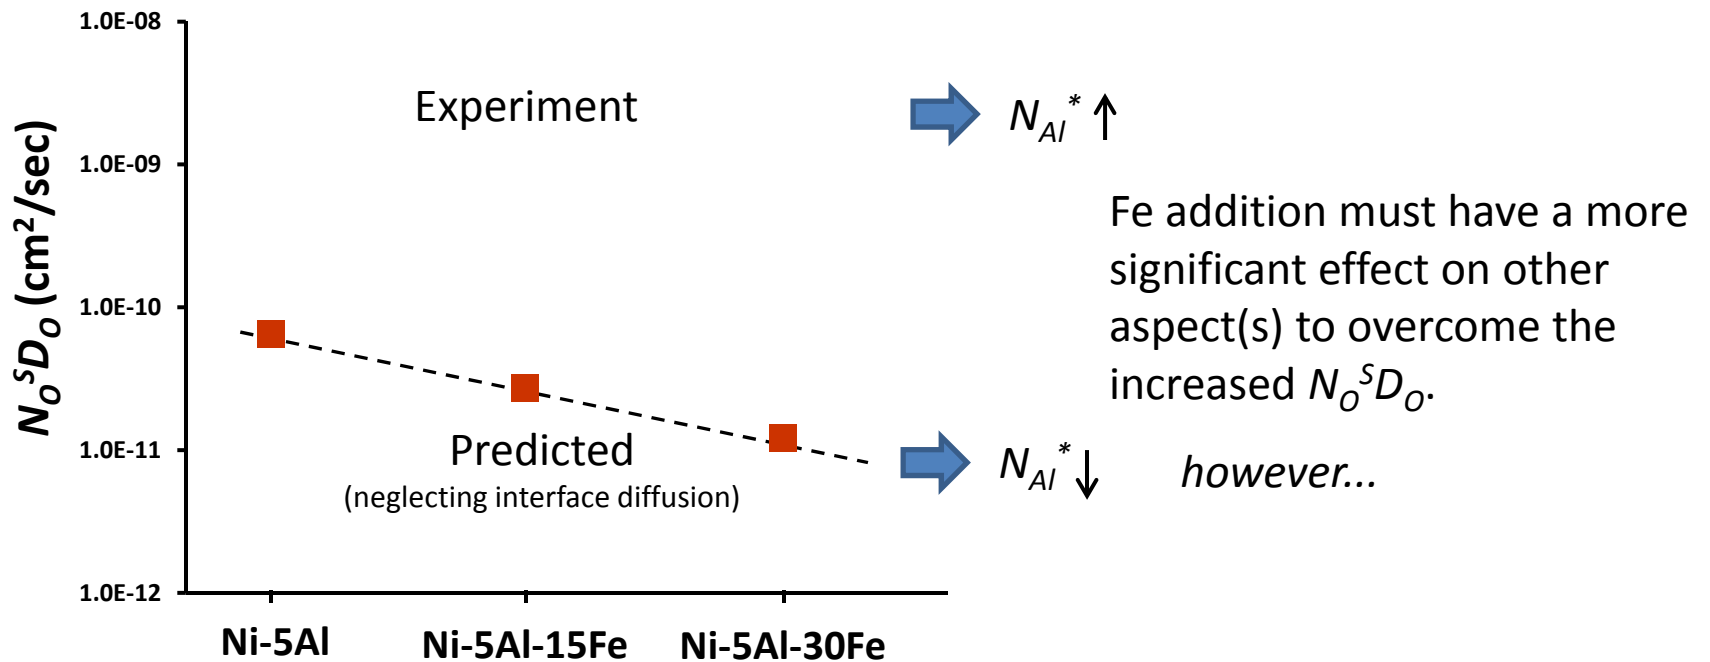 1.0E-08
1.0E-09
1.0E-10
1.0E-11
1.0E-12
N_O^S D_O (cm²/sec)
Experiment
Predicted
(neglecting interface diffusion)
Ni-5Al
Ni-5Al-15Fe
Ni-5Al-30Fe
N_Al^* ↑
Fe addition must have a more
significant effect on other
aspect(s) to overcome the
increased N_O^S D_O.
N_Al^* ↓
however...